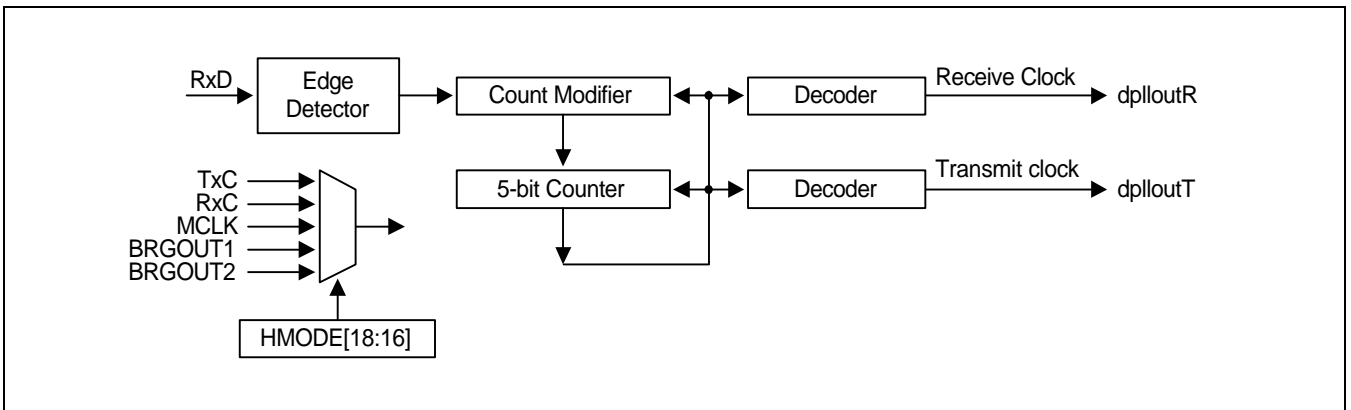 RxD
Edge
Detector
Count Modifier
Decoder
Receive Clock
dplloutR
5-bit Counter
Decoder
Transmit clock
dplloutT
TxC
RxC
MCLK
BRGOUT1
BRGOUT2
HMODE[18:16]